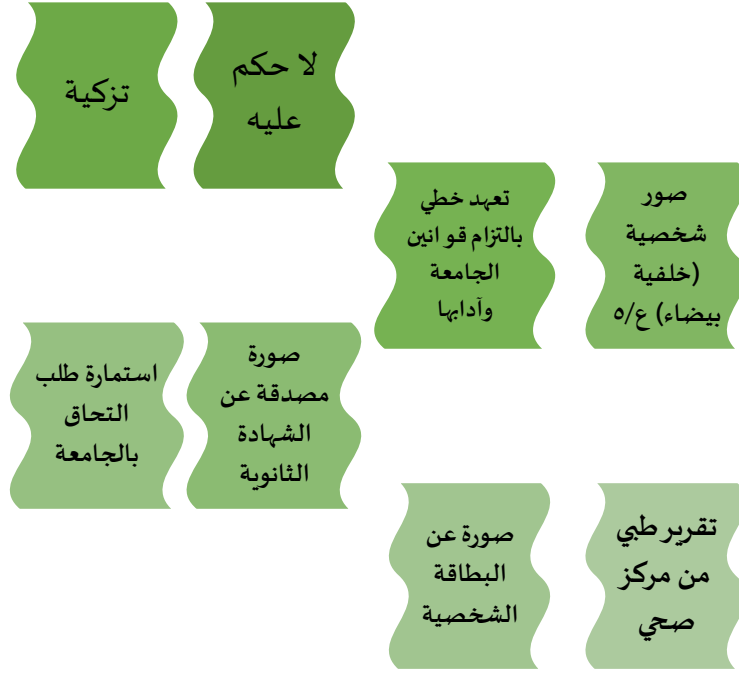 لا حكم
عليه
تزكية
صور
شخصية
(خلفية
بيضاء) ع/٥
تعهد خطي
بالتزام قوانين
الجامعة
وآدابها
صورة
مصدقة عن
الشهادة
الثانوية
استمارة طلب
التحاق
بالجامعة
تقرير طبي
من مركز
صحي
صورة عن
البطاقة
الشخصية